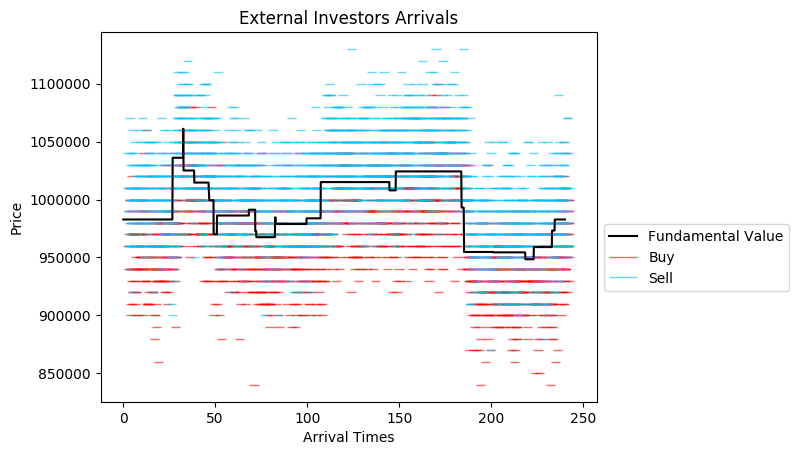 External Investors Arrivals
Price
1100000
1050000
1000000
950000
900000
850000
0 50 100 150 200 250
Arrival Times
Fundamental Value
Buy
Sell